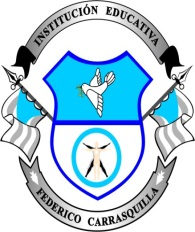 INSTITUCIÓN EDUCATIVA
FEDERICO CARRASQUILLA